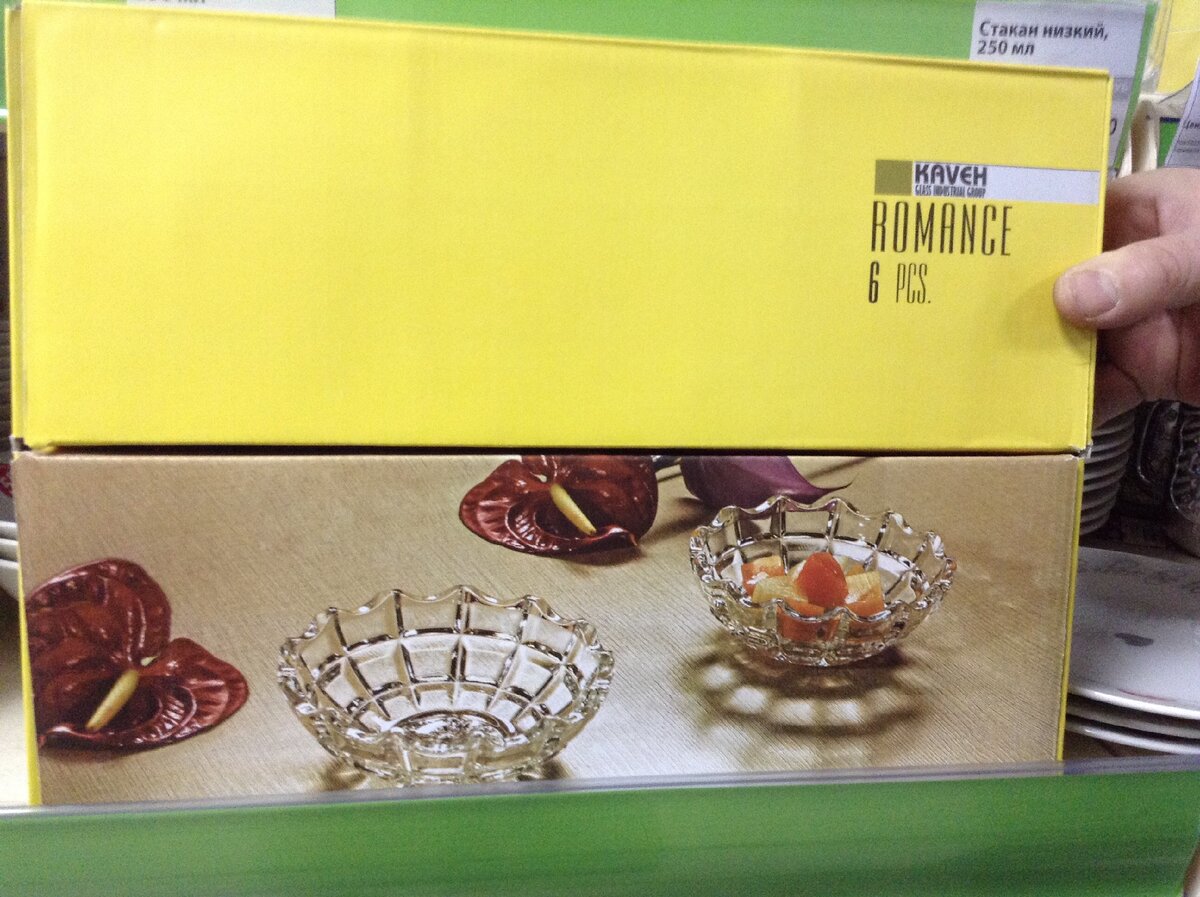 Стакан низкий,
250 мл
KAVEH
GLASS INDUSTRIAL GROUP
ROMANCE
6 PCS.